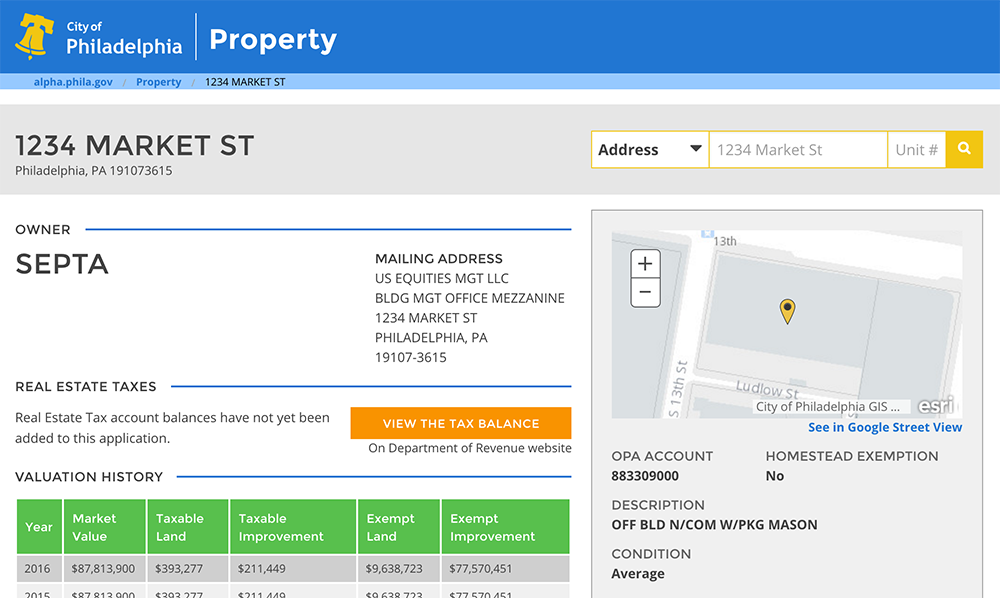 City of
Philadelphia
Property
alpha.phila.gov / Property / 1234 MARKET ST
1234 MARKET ST
Philadelphia, PA 191073615
Address
1234 Market St
Unit #
OWNER
SEPTA
MAILING ADDRESS
US EQUITIES MGT LLC
BLDG MGT OFFICE MEZZANINE
1234 MARKET ST
PHILADELPHIA, PA
19107-3615
REAL ESTATE TAXES
Real Estate Tax account balances have not yet been
added to this application.
VIEW THE TAX BALANCE
On Department of Revenue website
VALUATION HISTORY
Year Market Value Taxable Land Taxable Improvement Exempt Land Exempt Improvement
2016 $87,813,900 $393,277 $211,449 $9,638,723 $77,570,451
2015 $87,813,900 $393,277 $211,449 $9,638,723 $77,570,451
13th
+
−
S 13th St
Ludlow St
City of Philadelphia GIS ...
esri
See in Google Street View
OPA ACCOUNT
883309000
HOMESTEAD EXEMPTION
No
DESCRIPTION
OFF BLD N/COM W/PKG MASON
CONDITION
Average